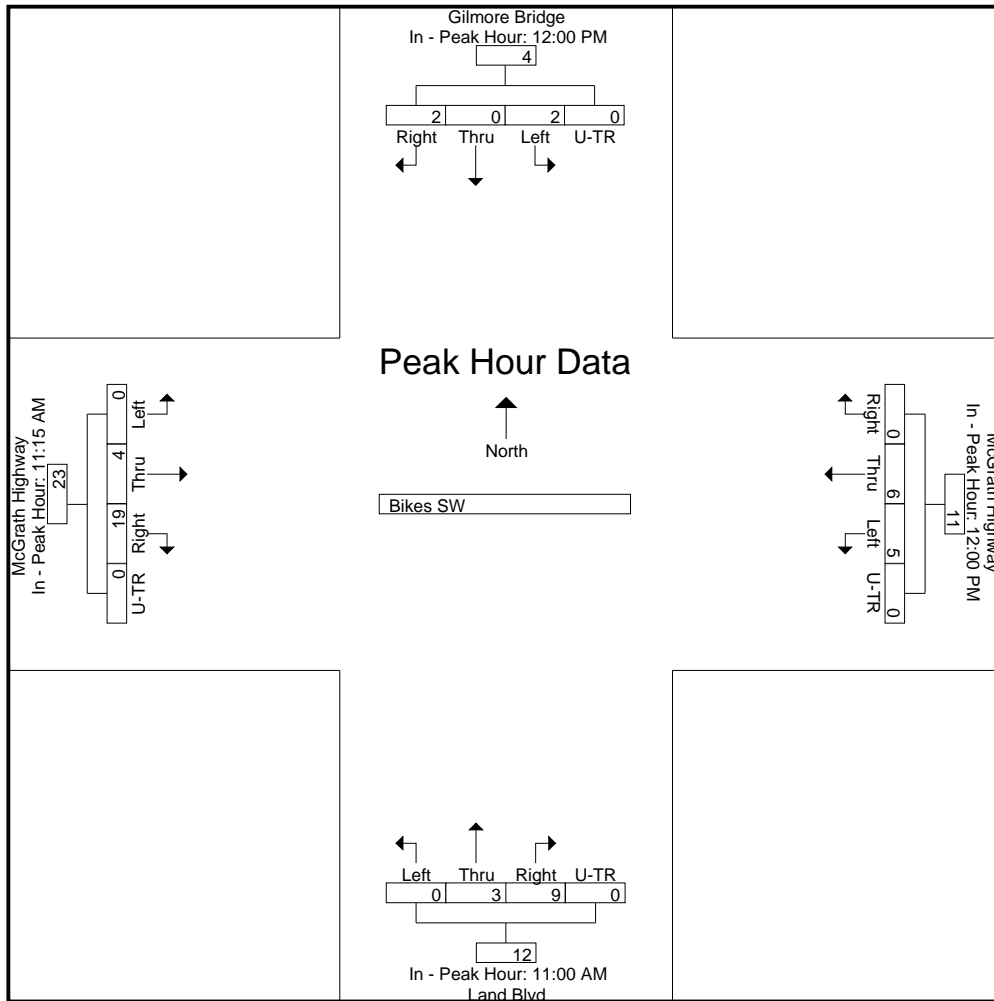 Gilmore Bridge
In - Peak Hour: 12:00 PM
4
2 0 2 0
Right Thru Left U-TR
Peak Hour Data
North
Bikes SW
McGrath Highway
In - Peak Hour: 11:15 AM
23
0 4 19 0
Left Thru Right U-TR
McGrath Highway
In - Peak Hour: 12:00 PM
11
0 6 5 0
Right Thru Left U-TR
Left Thru Right U-TR
0 3 9 0
12
In - Peak Hour: 11:00 AM
Land Blvd